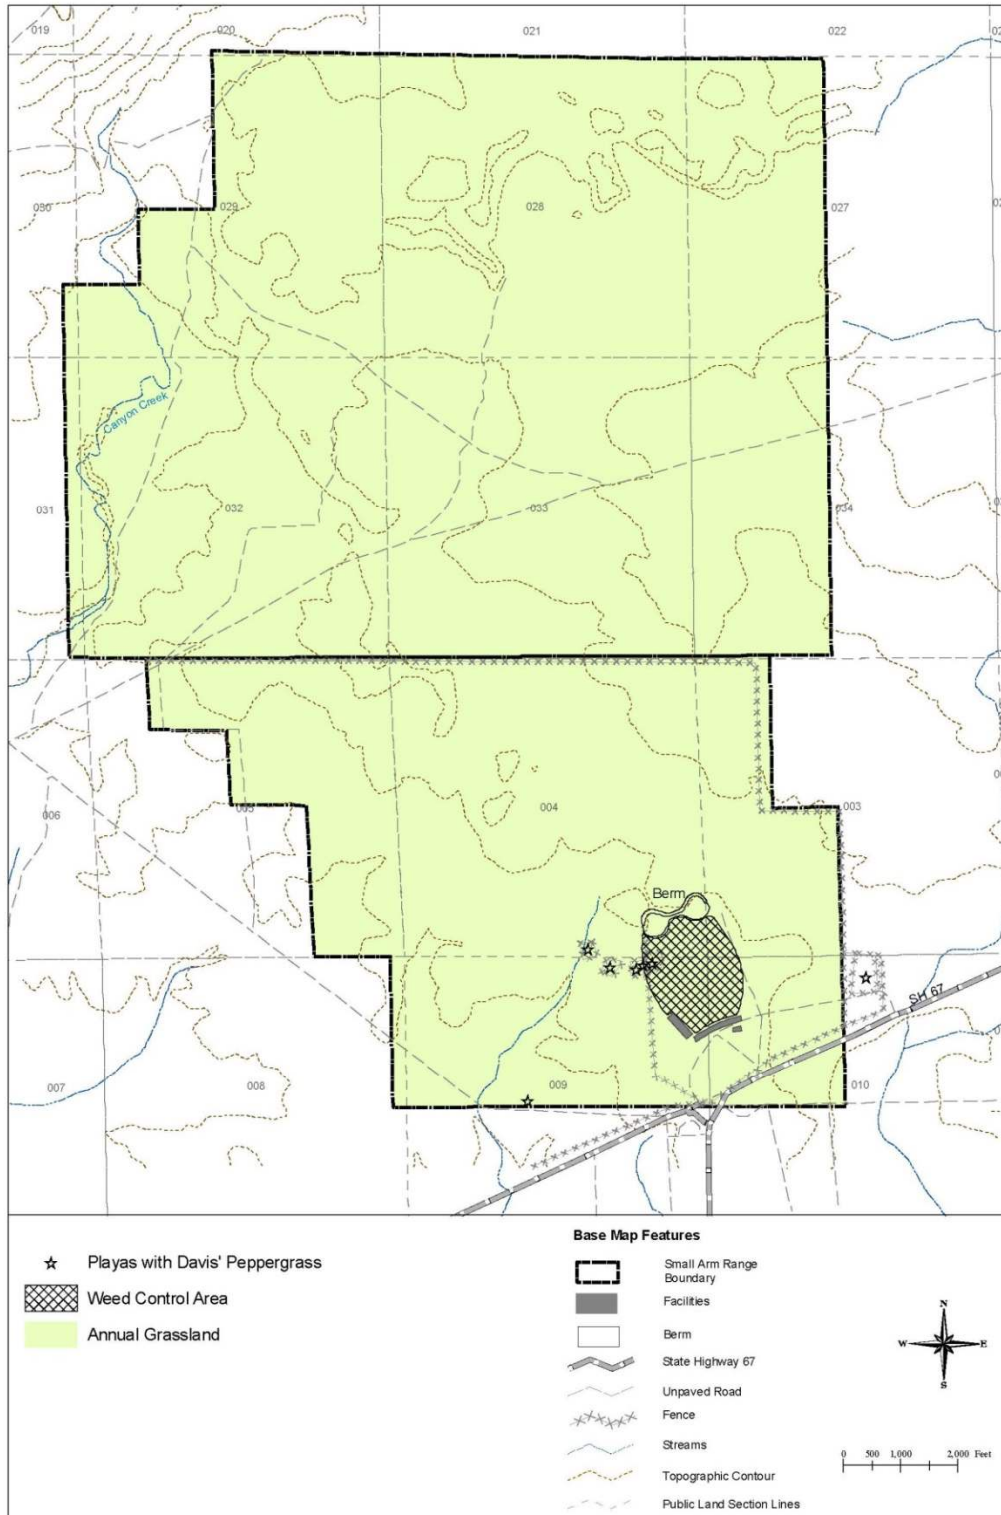 019
020
021
022
030
029
028
027
Canyon Creek
031
032
033
034
006
005
004
003
Berm
SH 67
007
008
009
010
Playas with Davis' Peppergrass
Weed Control Area
Annual Grassland
Base Map Features
Small Arm Range
Boundary
Facilities
Berm
State Highway 67
Unpaved Road
Fence
Streams
Topographic Contour
Public Land Section Lines
N
W E
S
0 500 1,000 2,000 Feet